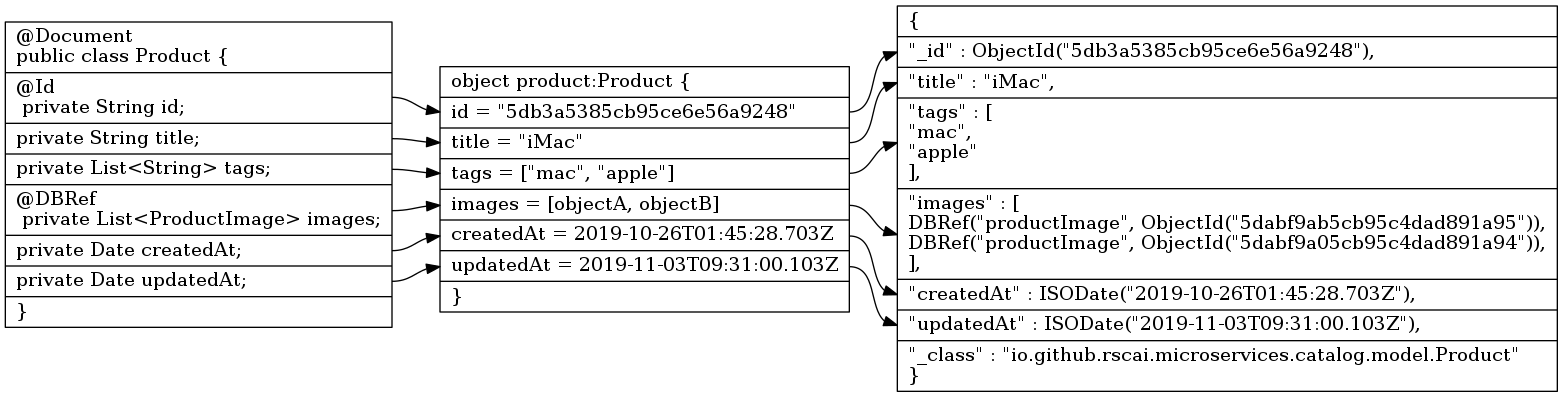 @Document
public class Product {
@Id
private String id;
private String title;
private List<String> tags;
@DBRef
private List<ProductImage> images;
private Date createdAt;
private Date updatedAt;
}
object product:Product {
id = "5db3a5385cb95ce6e56a9248"
title = "iMac"
tags = ["mac", "apple"]
images = [objectA, objectB]
createdAt = 2019-10-26T01:45:28.703Z
updatedAt = 2019-11-03T09:31:00.103Z
}
{
"_id" : ObjectId("5db3a5385cb95ce6e56a9248"),
"title" : "iMac",
"tags" : [
"mac",
"apple"
],
"images" : [
DBRef("productImage", ObjectId("5dabf9ab5cb95c4dad891a95")),
DBRef("productImage", ObjectId("5dabf9a05cb95c4dad891a94")),
],
"createdAt" : ISODate("2019-10-26T01:45:28.703Z"),
"updatedAt" : ISODate("2019-11-03T09:31:00.103Z"),
"_class" : "io.github.rscai.microservices.catalog.model.Product"
}